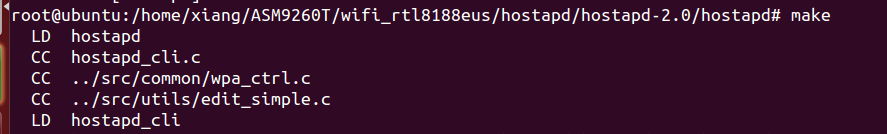 root@ubuntu:/home/xiang/ASM9260T/wifi_rtl8188eus/hostapd/hostapd-2.0/hostapd# make
LD hostapd
CC hostapd_cli.c
CC ../src/common/wpa_ctrl.c
CC ../src/utils/edit_simple.c
LD hostapd_cli